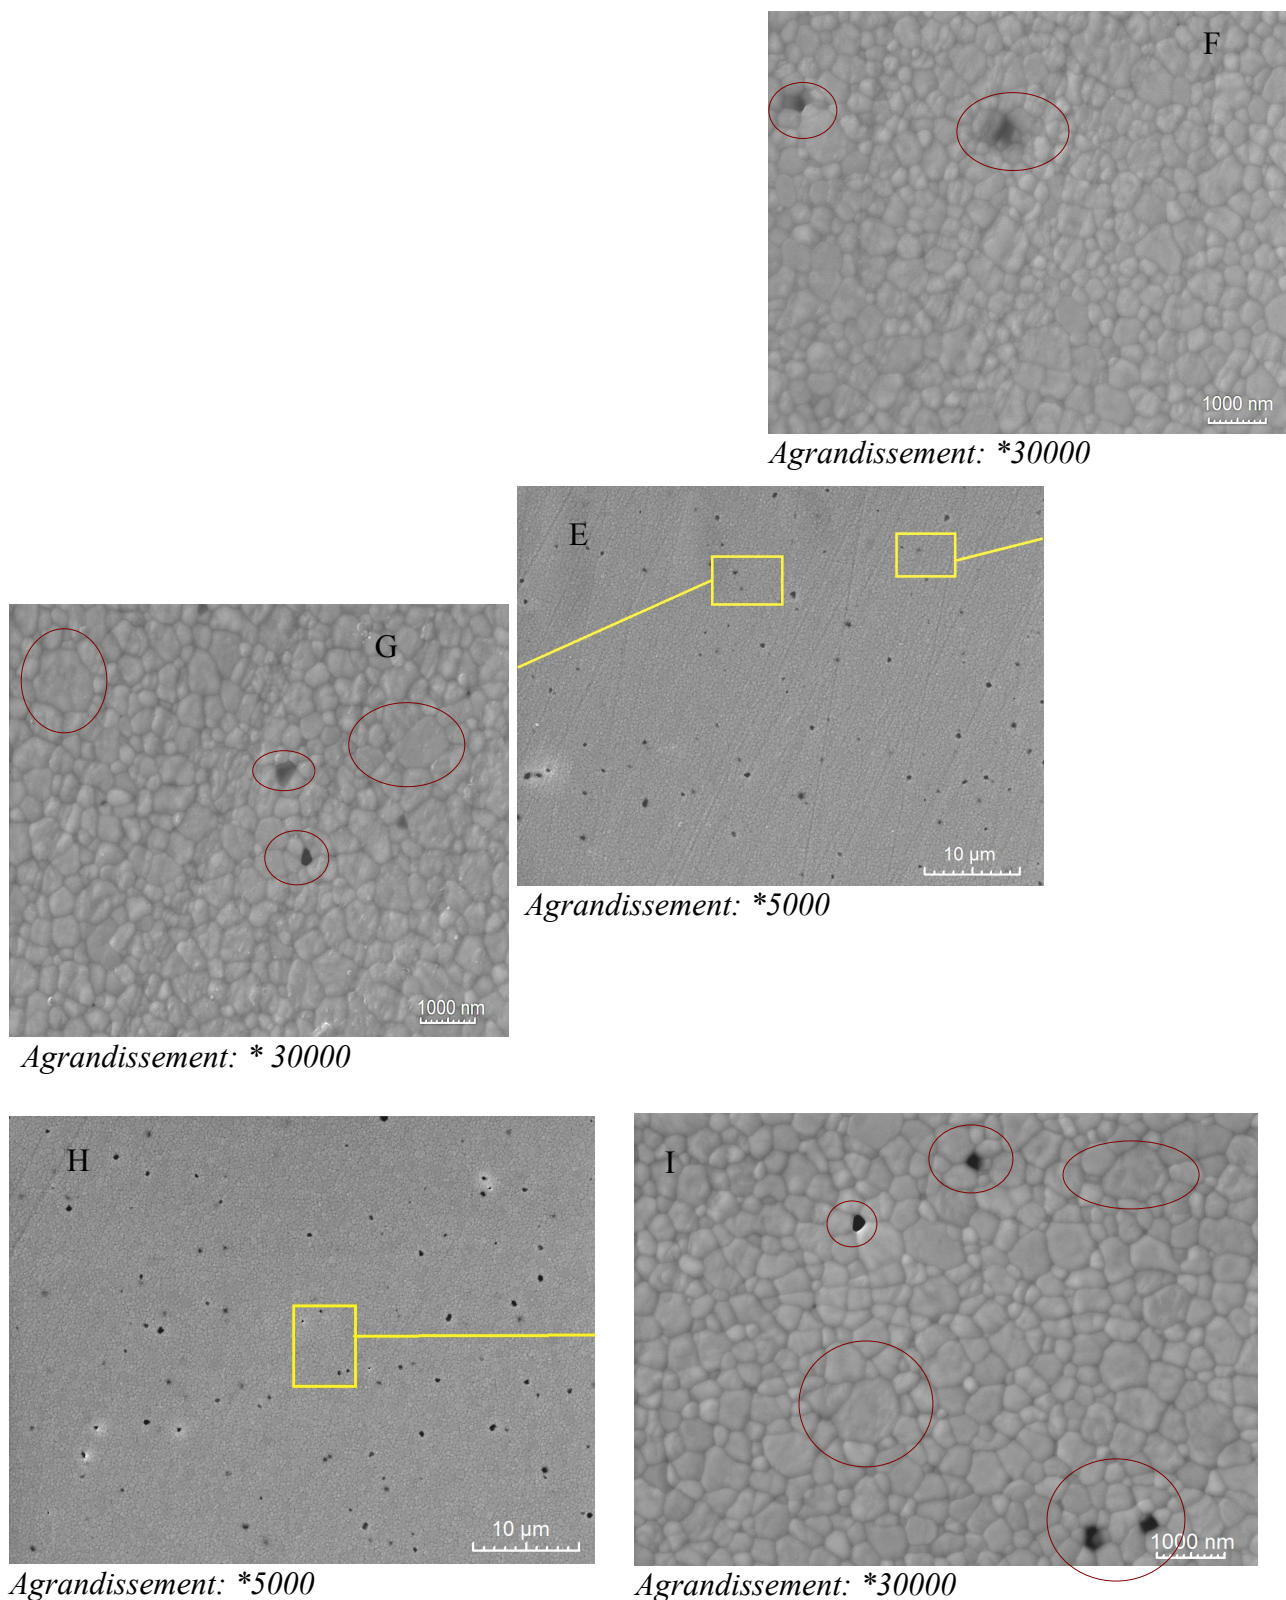 F
1000 nm
Agrandissement: *30000
E
10 µm
Agrandissement: *5000
G
1000 nm
Agrandissement: * 30000
H
10 µm
Agrandissement: *5000
I
1000 nm
Agrandissement: *30000